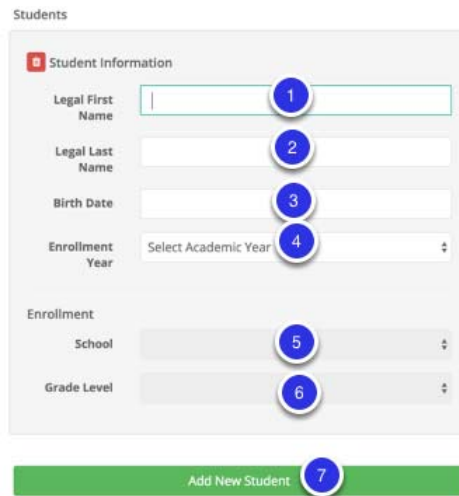 Students
Student Information
Legal First
Name
1
Legal Last
Name
2
Birth Date
3
Enrollment
Year
Select Academic Year
4
Enrollment
School
5
Grade Level
6
Add New Student
7